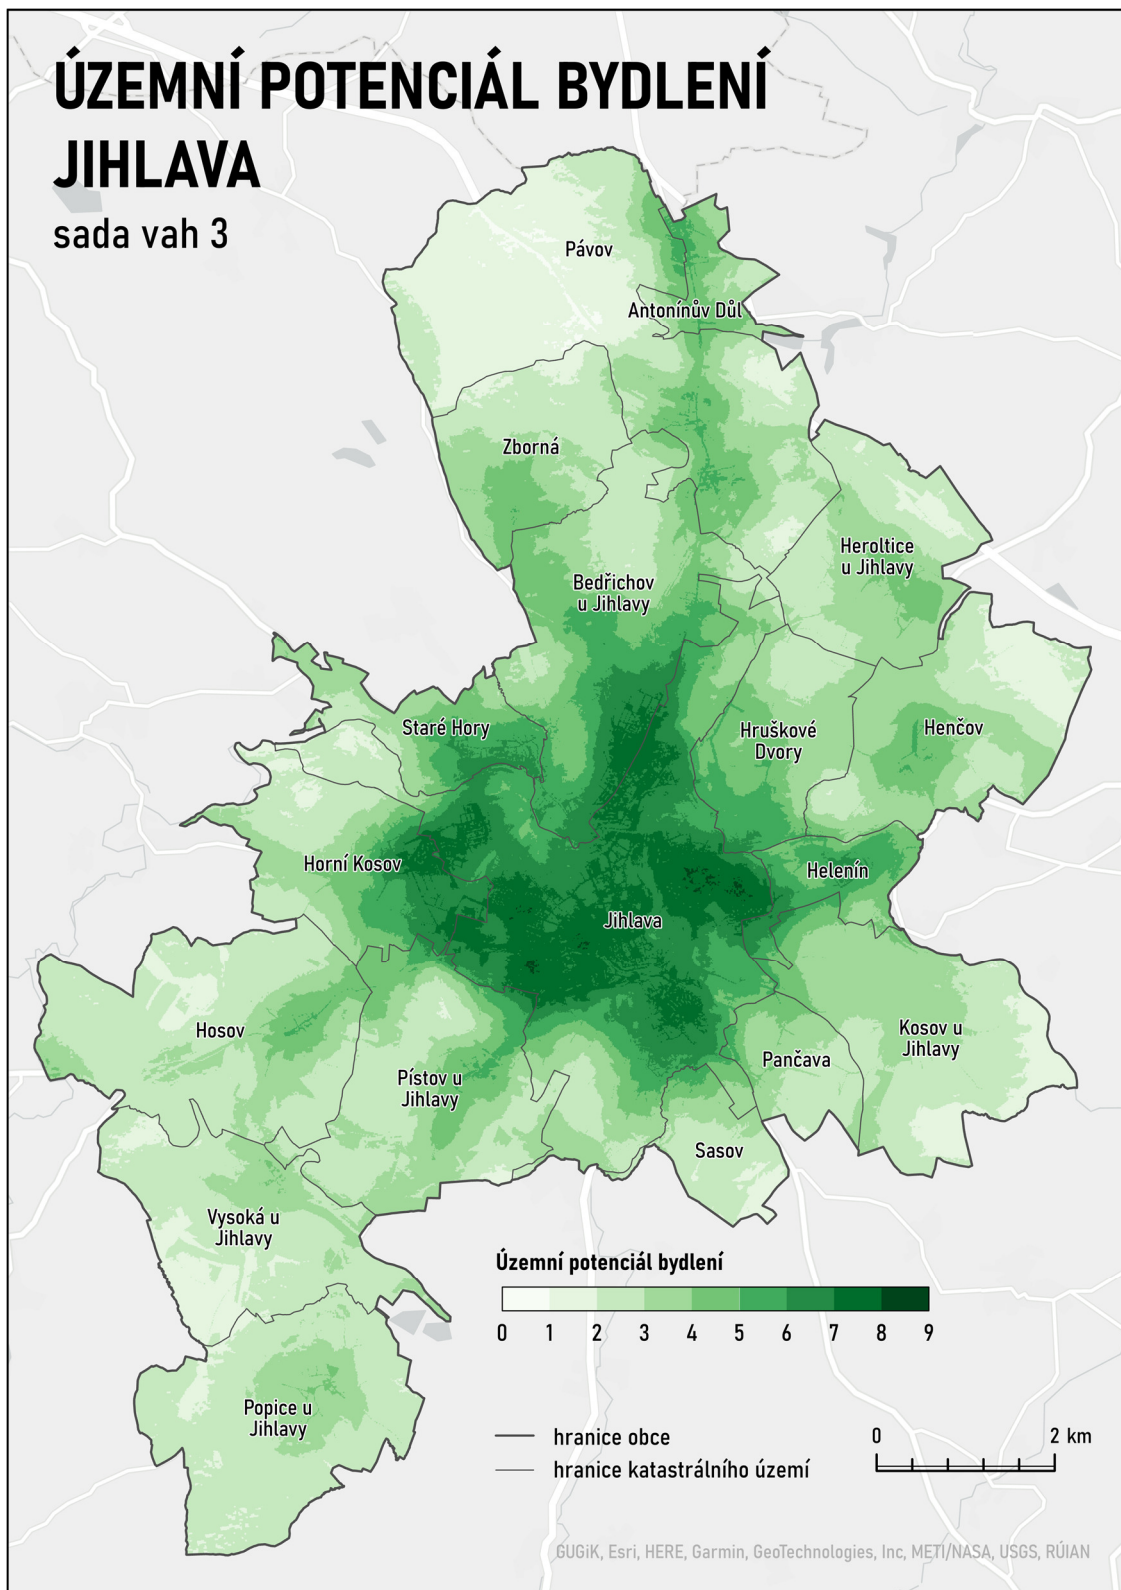 ÚZEMNÍ POTENCIÁL BYDLENÍ
JIHLAVA
sada vah 3
Pávov
Antonínův Důl
Zborná
Heroltice
u Jihlavy
Bedřichov
u Jihlavy
Staré Hory
Hruškové
Dvory
Henčov
Horní Kosov
Helenín
Jihlava
Hosov
Kosov u
Jihlavy
Pančava
Pístov u
Jihlavy
Sasov
Vysoká u
Jihlavy
Popice u
Jihlavy
Územní potenciál bydlení
0 1 2 3 4 5 6 7 8 9
hranice obce
hranice katastrálního území
0 2 km
GUGiK, Esri, HERE, Garmin, GeoTechnologies, Inc, METI/NASA, USGS, RÚIAN